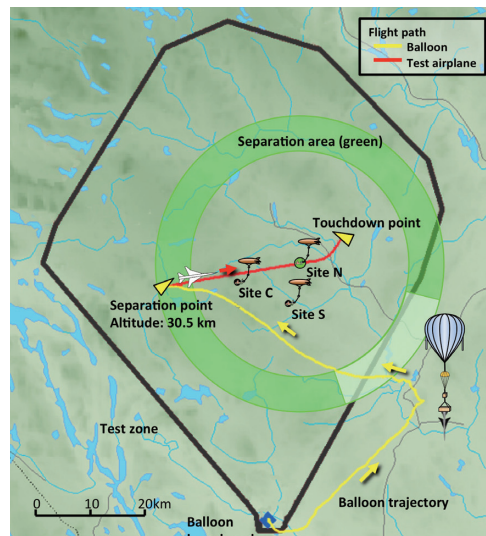 Flight path
Balloon
Test airplane
Separation area (green)
Touchdown point
Site N
Site C
Site S
Separation point
Altitude: 30.5 km
Test zone
0 10 20km
Balloon trajectory
Balloon